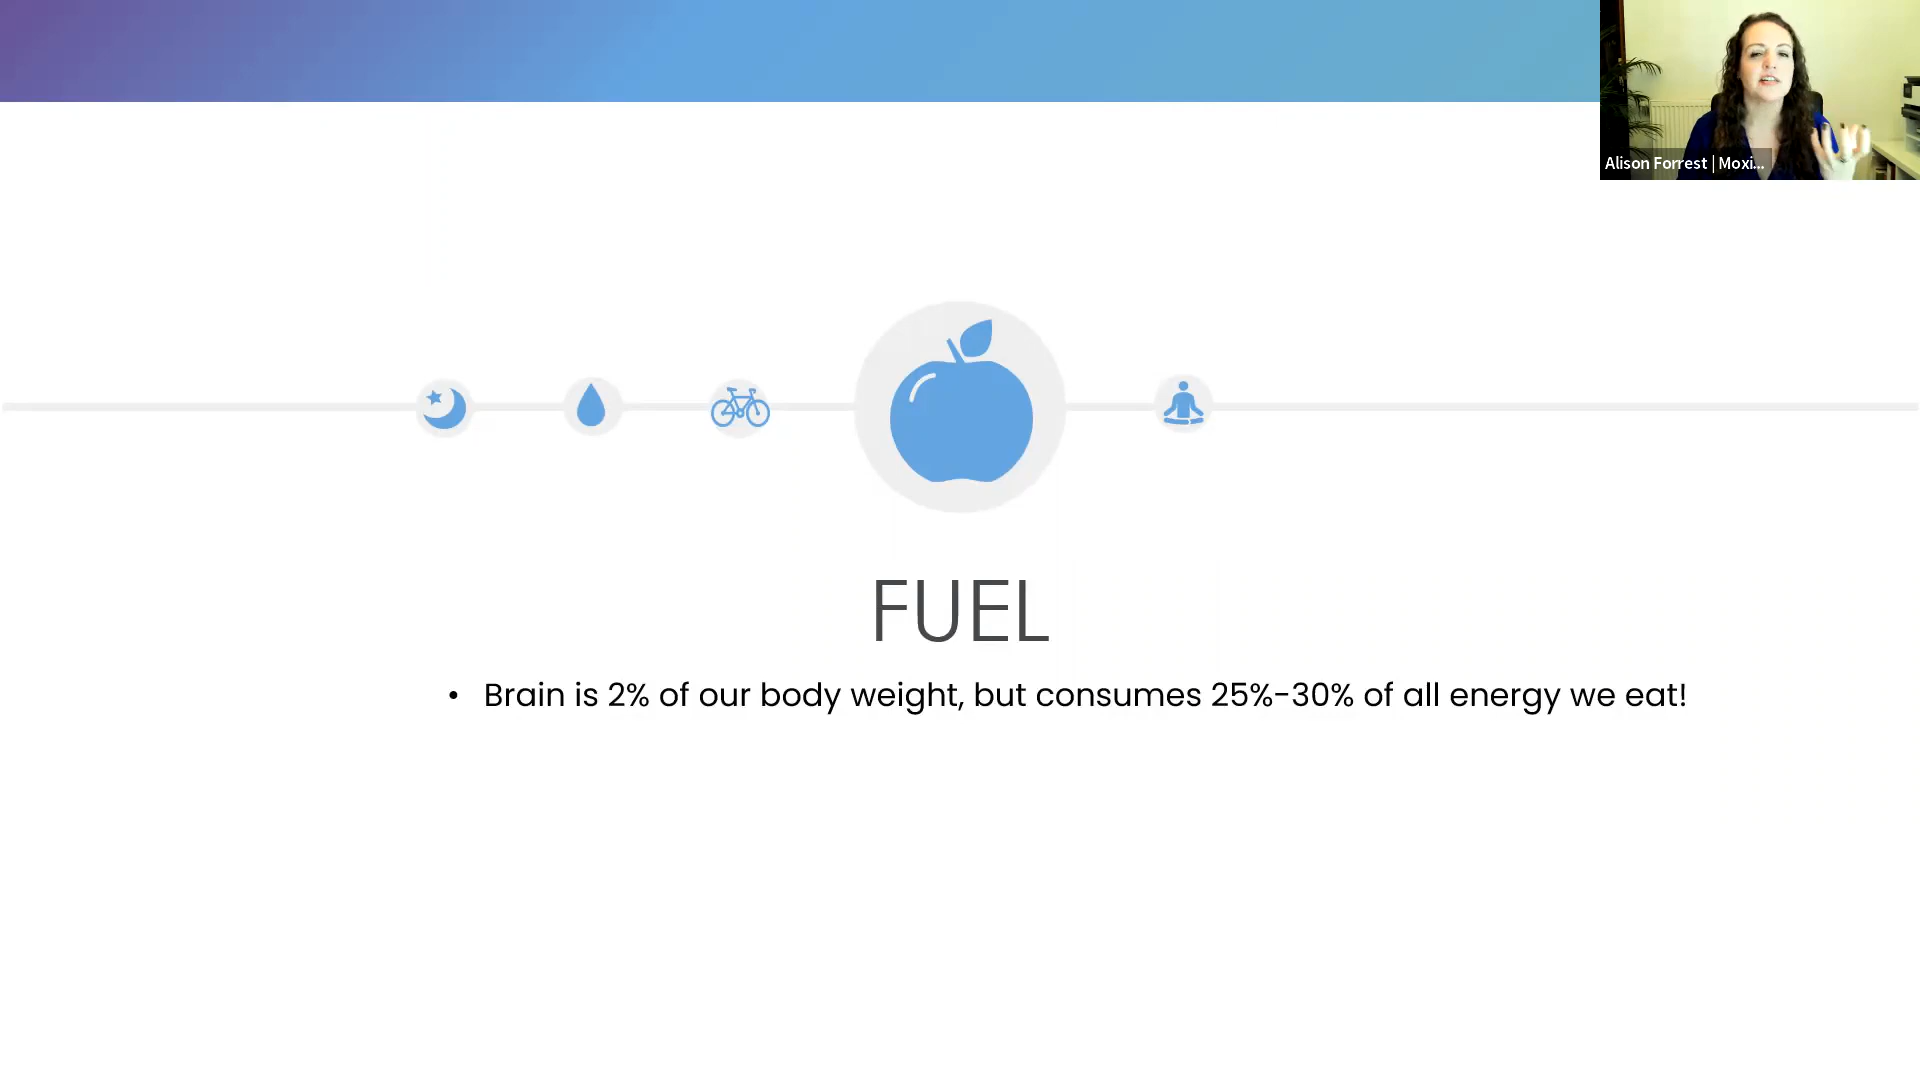 Alison Forrest | Moxi...
FUEL
• Brain is 2% of our body weight, but consumes 25%-30% of all energy we eat!